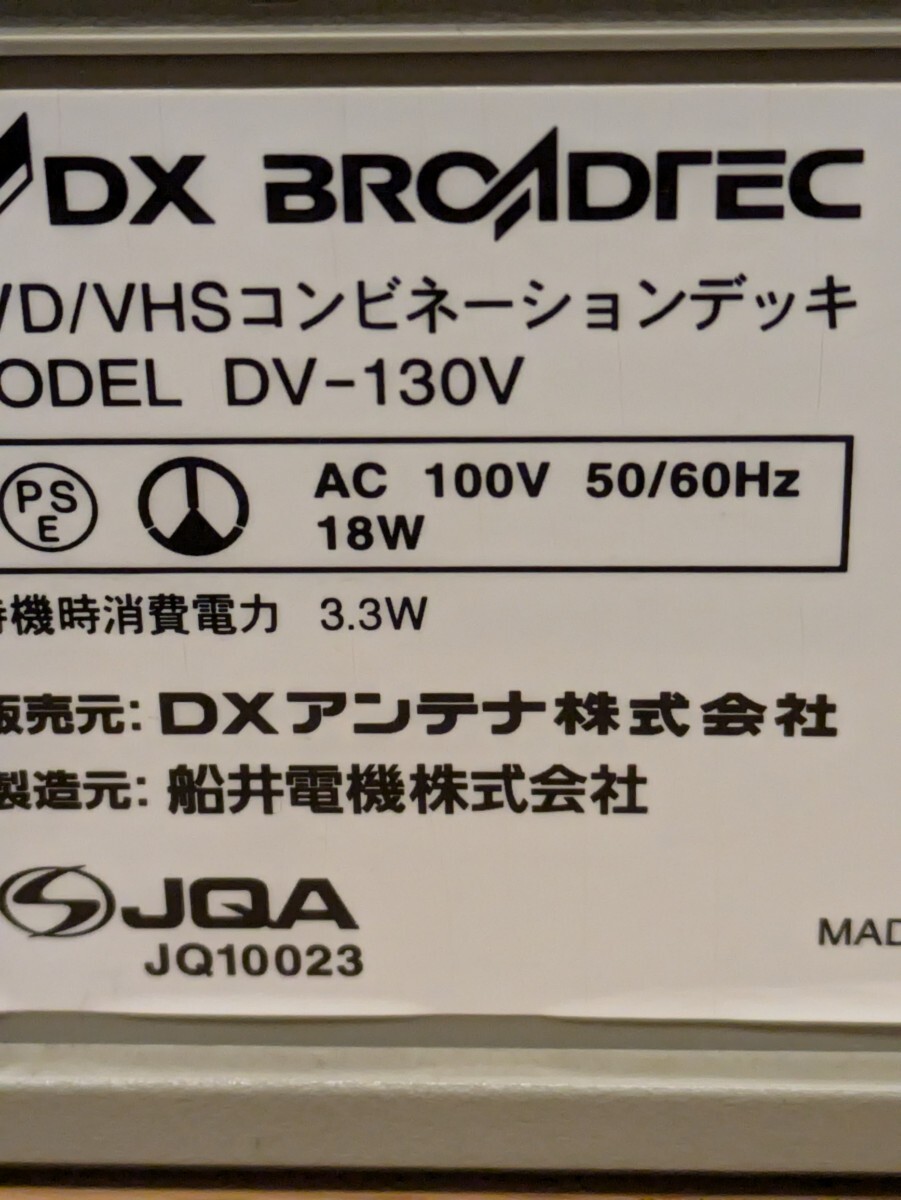 DX BROADTEC
VD/VHSコンビネーションデッキ
ODEL DV-130V
PS
E
AC 100V 50/60Hz
18W
待機時消費電力 3.3W
販売元: DXアンテナ株式会社
製造元: 船井電機株式会社
JQA
JQ10023
MAD